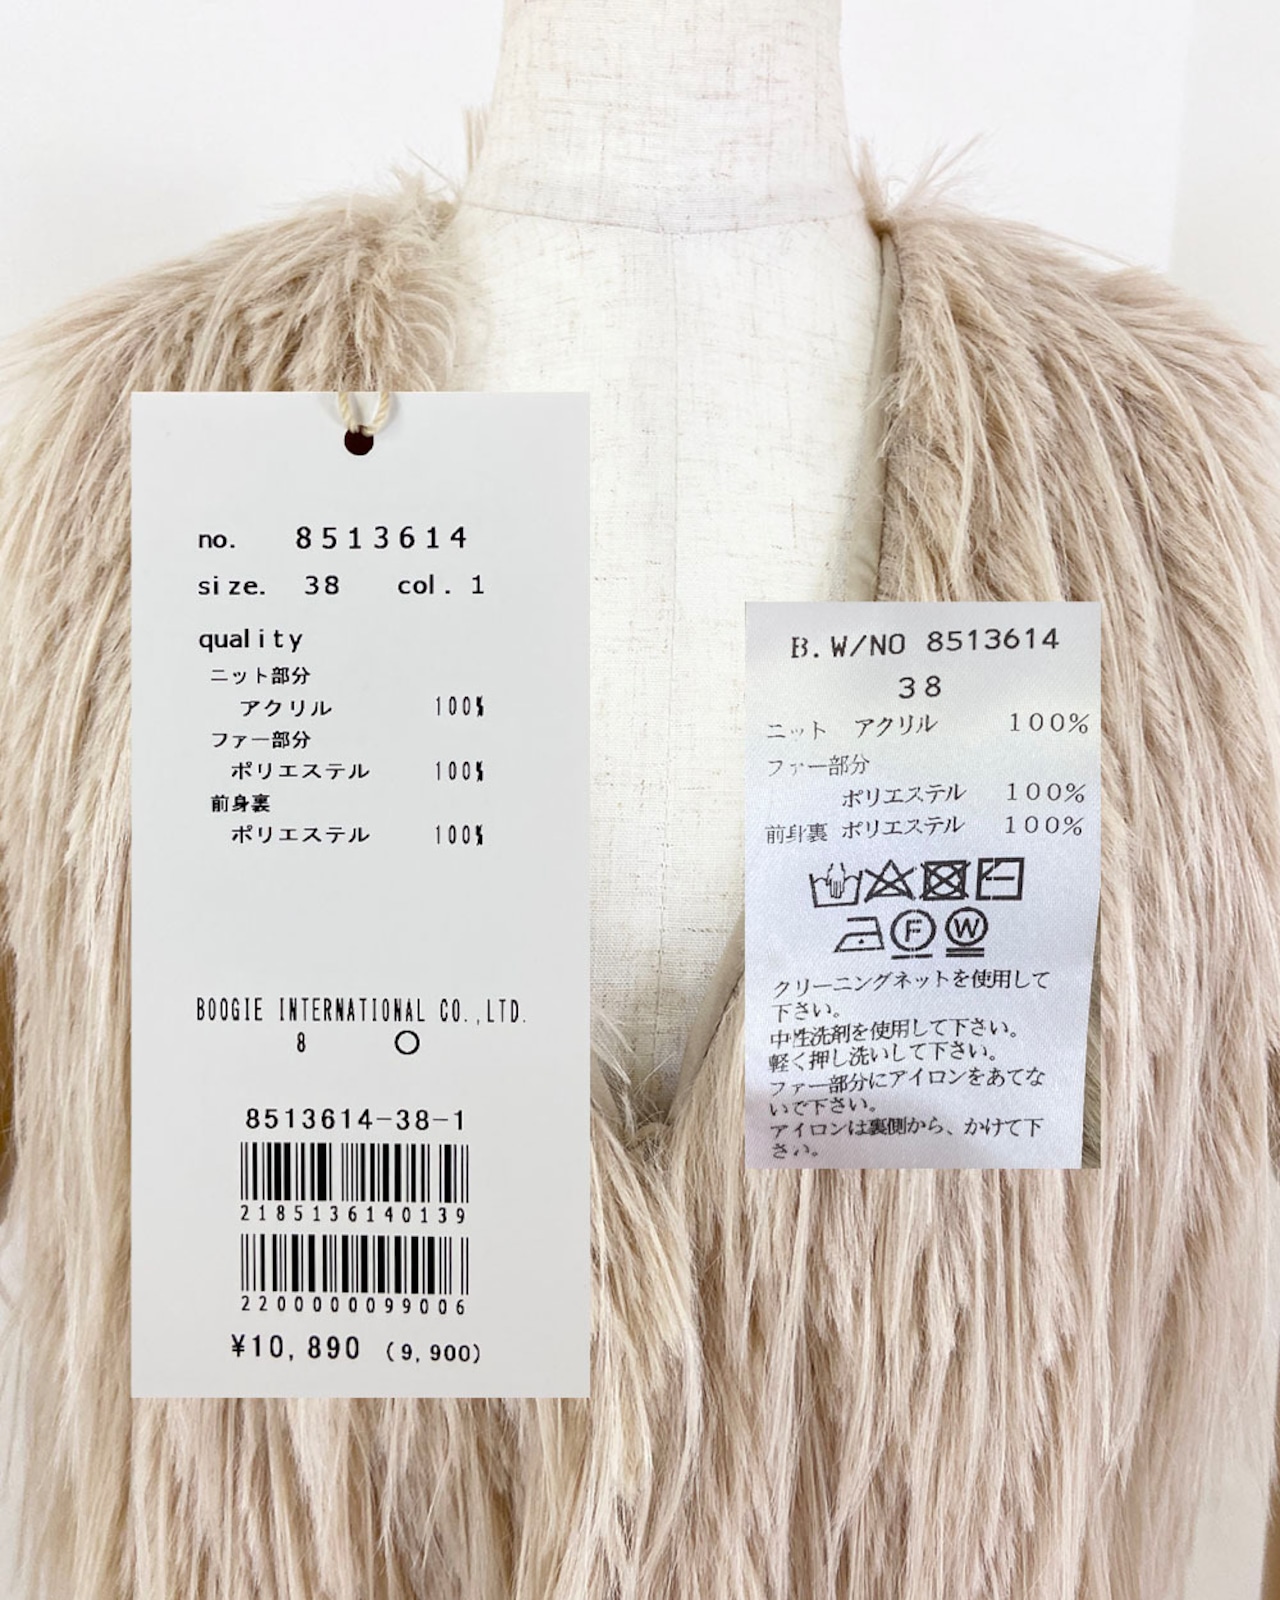 no. 8513614
size. 38 col. 1
quality
ニット部分
アクリル 100%
ファー部分
ポリエステル 100%
前身裏
ポリエステル 100%
BOOGIE INTERNATIONAL CO.,LTD.
8 ○
8513614-38-1
2185136140139
2200000099006
¥10,890 (9,900)
B.W/NO 8513614
38
ニット アクリル 100%
ファー部分
ポリエステル 100%
前身裏 ポリエステル 100%
F W
クリーニングネットを使用して
下さい。
中性洗剤を使用して下さい。
軽く押し洗いして下さい。
ファー部分にアイロンをあてな
いで下さい。
アイロンは裏側から、かけて下
さい。